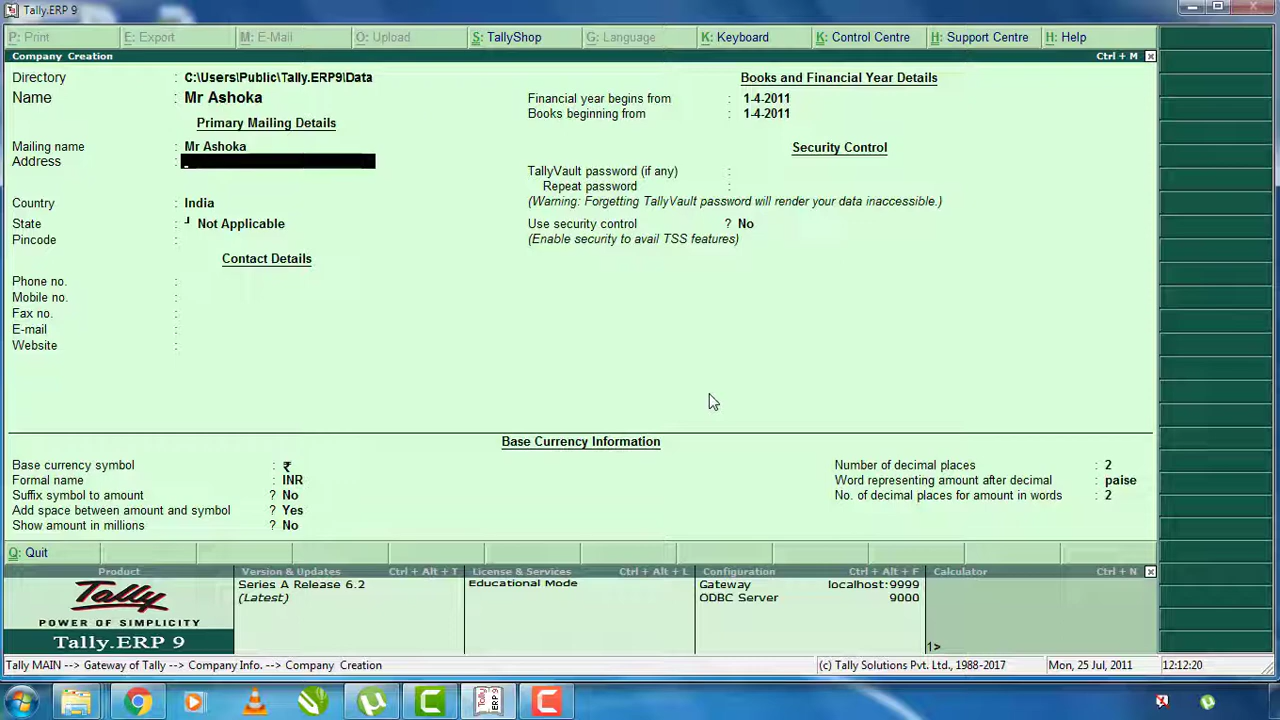 Tally.ERP 9
P: Print E: Export M: E-Mail O: Upload S: TallyShop G: Language K: Keyboard K: Control Centre H: Support Centre H: Help
Company Creation Ctrl + M
Directory : C:\Users\Public\Tally.ERP9\Data
Name : Mr Ashoka
Primary Mailing Details
Mailing name : Mr Ashoka
Address :
Country : India
State : ┘ Not Applicable
Pincode :
Contact Details
Phone no. :
Mobile no. :
Fax no. :
E-mail :
Website :
Books and Financial Year Details
Financial year begins from : 1-4-2011
Books beginning from : 1-4-2011
Security Control
TallyVault password (if any) :
Repeat password :
(Warning: Forgetting TallyVault password will render your data inaccessible.)
Use security control ? No
(Enable security to avail TSS features)
Base Currency Information
Base currency symbol : ₹
Formal name : INR
Suffix symbol to amount ? No
Add space between amount and symbol ? Yes
Show amount in millions ? No
Number of decimal places : 2
Word representing amount after decimal : paise
No. of decimal places for amount in words : 2
Q: Quit
Product
Tally
POWER OF SIMPLICITY
Tally.ERP 9
Version & Updates Ctrl + Alt + T
Series A Release 6.2
(Latest)
License & Services Ctrl + Alt + L
Educational Mode
Configuration Ctrl + Alt + F
Gateway localhost:9999
ODBC Server 9000
Calculator Ctrl + N
1>
Tally MAIN --> Gateway of Tally --> Company Info. --> Company Creation (c) Tally Solutions Pvt. Ltd., 1988-2017 Mon, 25 Jul, 2011 12:12:20